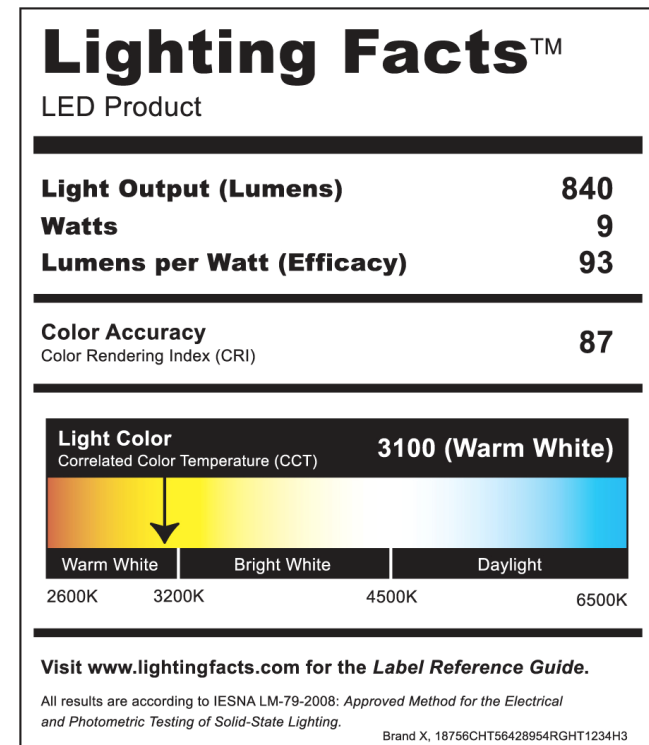 Lighting Facts™
LED Product
Light Output (Lumens) 840
Watts 9
Lumens per Watt (Efficacy) 93
Color Accuracy
Color Rendering Index (CRI) 87
Light Color
Correlated Color Temperature (CCT) 3100 (Warm White)
Warm White Bright White Daylight
2600K 3200K 4500K 6500K
Visit www.lightingfacts.com for the Label Reference Guide.
All results are according to IESNA LM-79-2008: Approved Method for the Electrical
and Photometric Testing of Solid-State Lighting.
Brand X, 18756CHT56428954RGHT1234H3